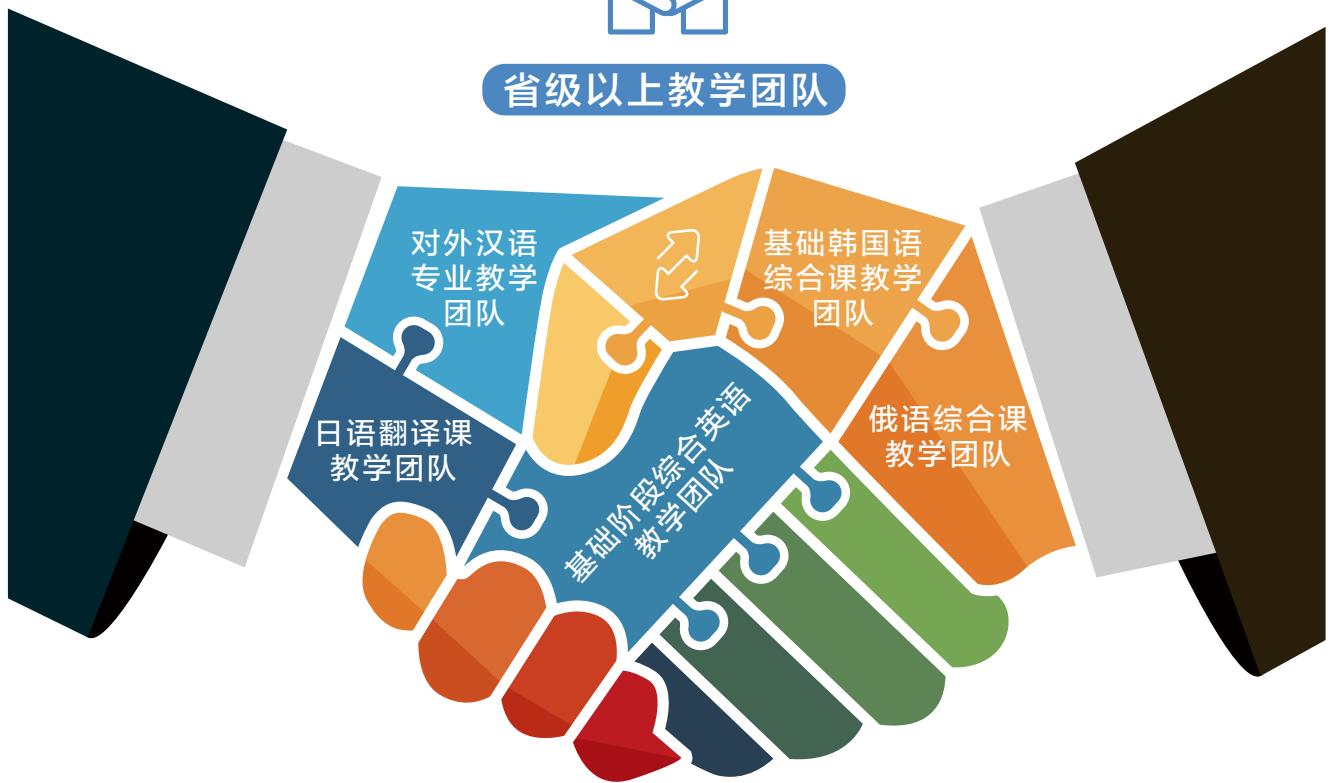 省级以上教学团队
对外汉语
专业教学
团队
基础韩国语
综合课教学
团队
日语翻译课
教学团队
基础阶段综合英语
教学团队
俄语综合课
教学团队